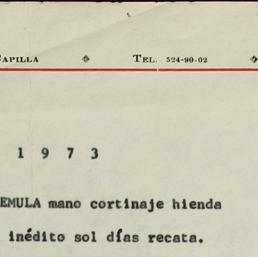 CAPILLA TEL. 524-90-02
1 9 7 3
EMULA mano cortinaje hienda
inédito sol días recata.